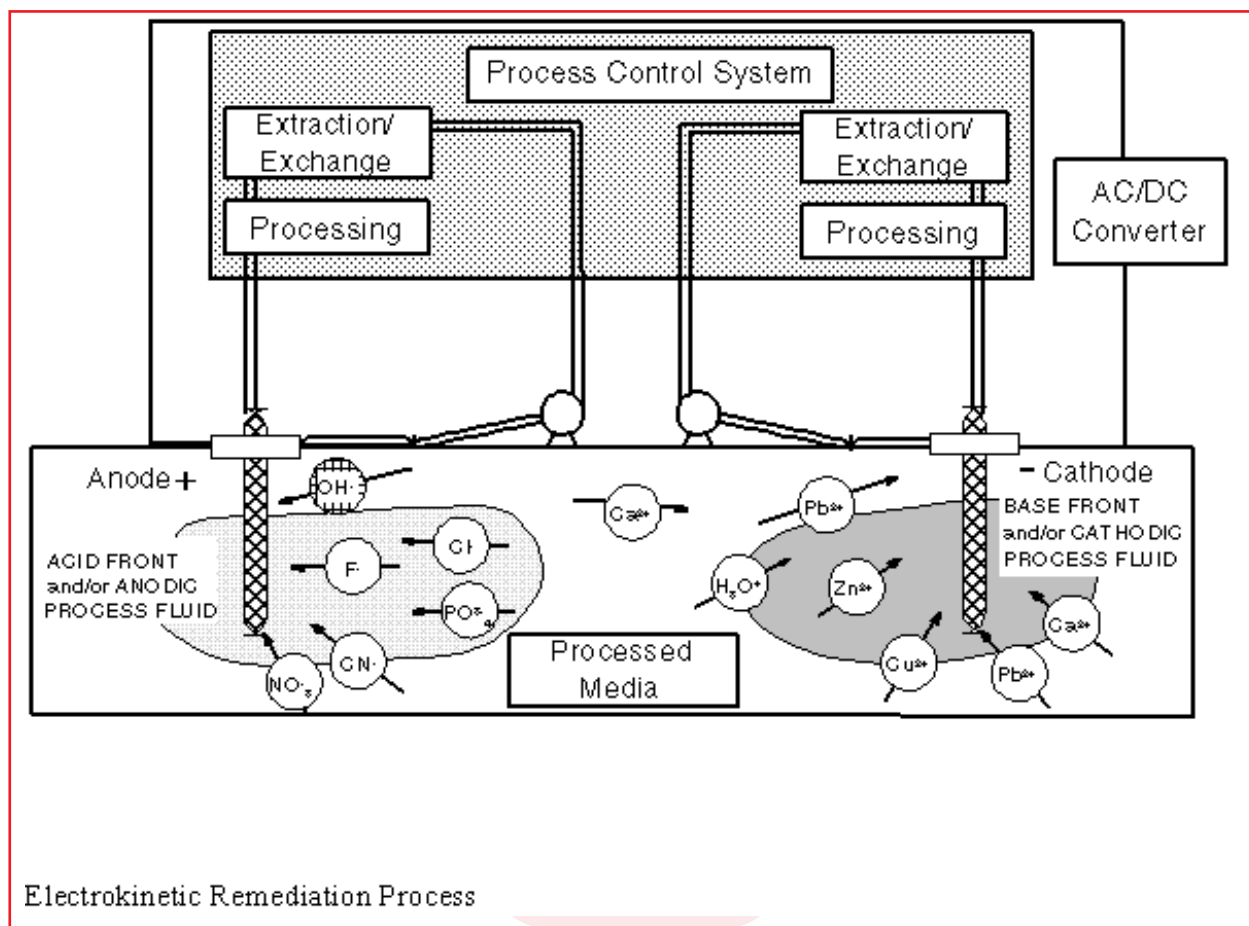 Process Control System
Extraction/
Exchange
Extraction/
Exchange
AC/DC
Converter
Processing
Processing
Anode +
- Cathode
OH-
Ca2+
Pb2+
BASE FRONT
and/or CATHODIC
PROCESS FLUID
ACID FRONT
and/or ANODIC
PROCESS FLUID
Cl-
F-
H3O+
Zn2+
PO3-4
Ca2+
CN-
NO-3
Cu2+
Pb2+
Processed
Media
Electrokinetic Remediation Process